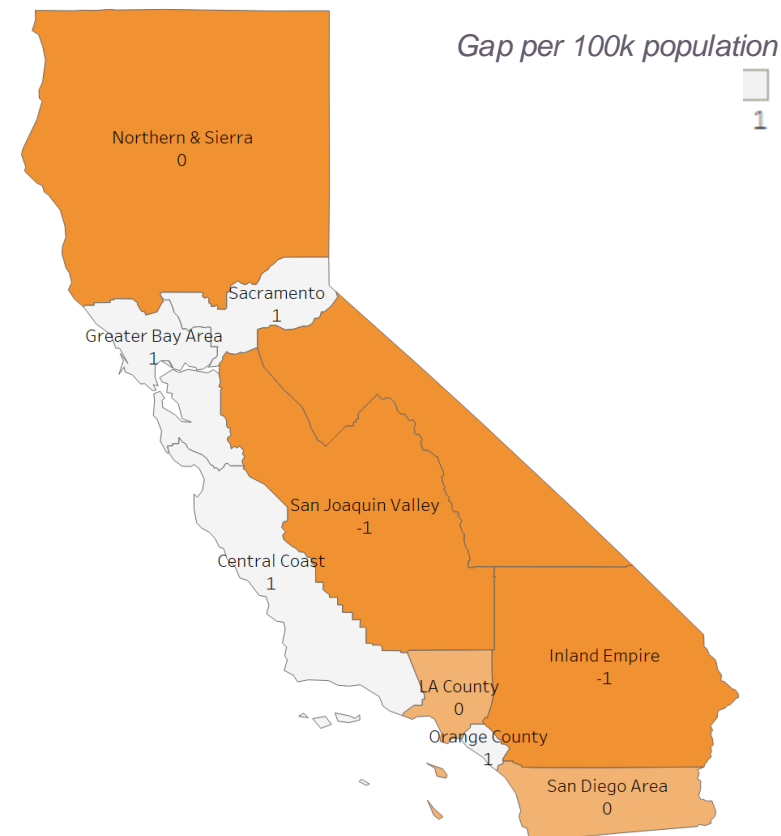 Gap per 100k population
1
Northern & Sierra
0
Sacramento
1
Greater Bay Area
1
San Joaquin Valley
-1
Central Coast
1
Inland Empire
-1
LA County
0
Orange County
1
San Diego Area
0